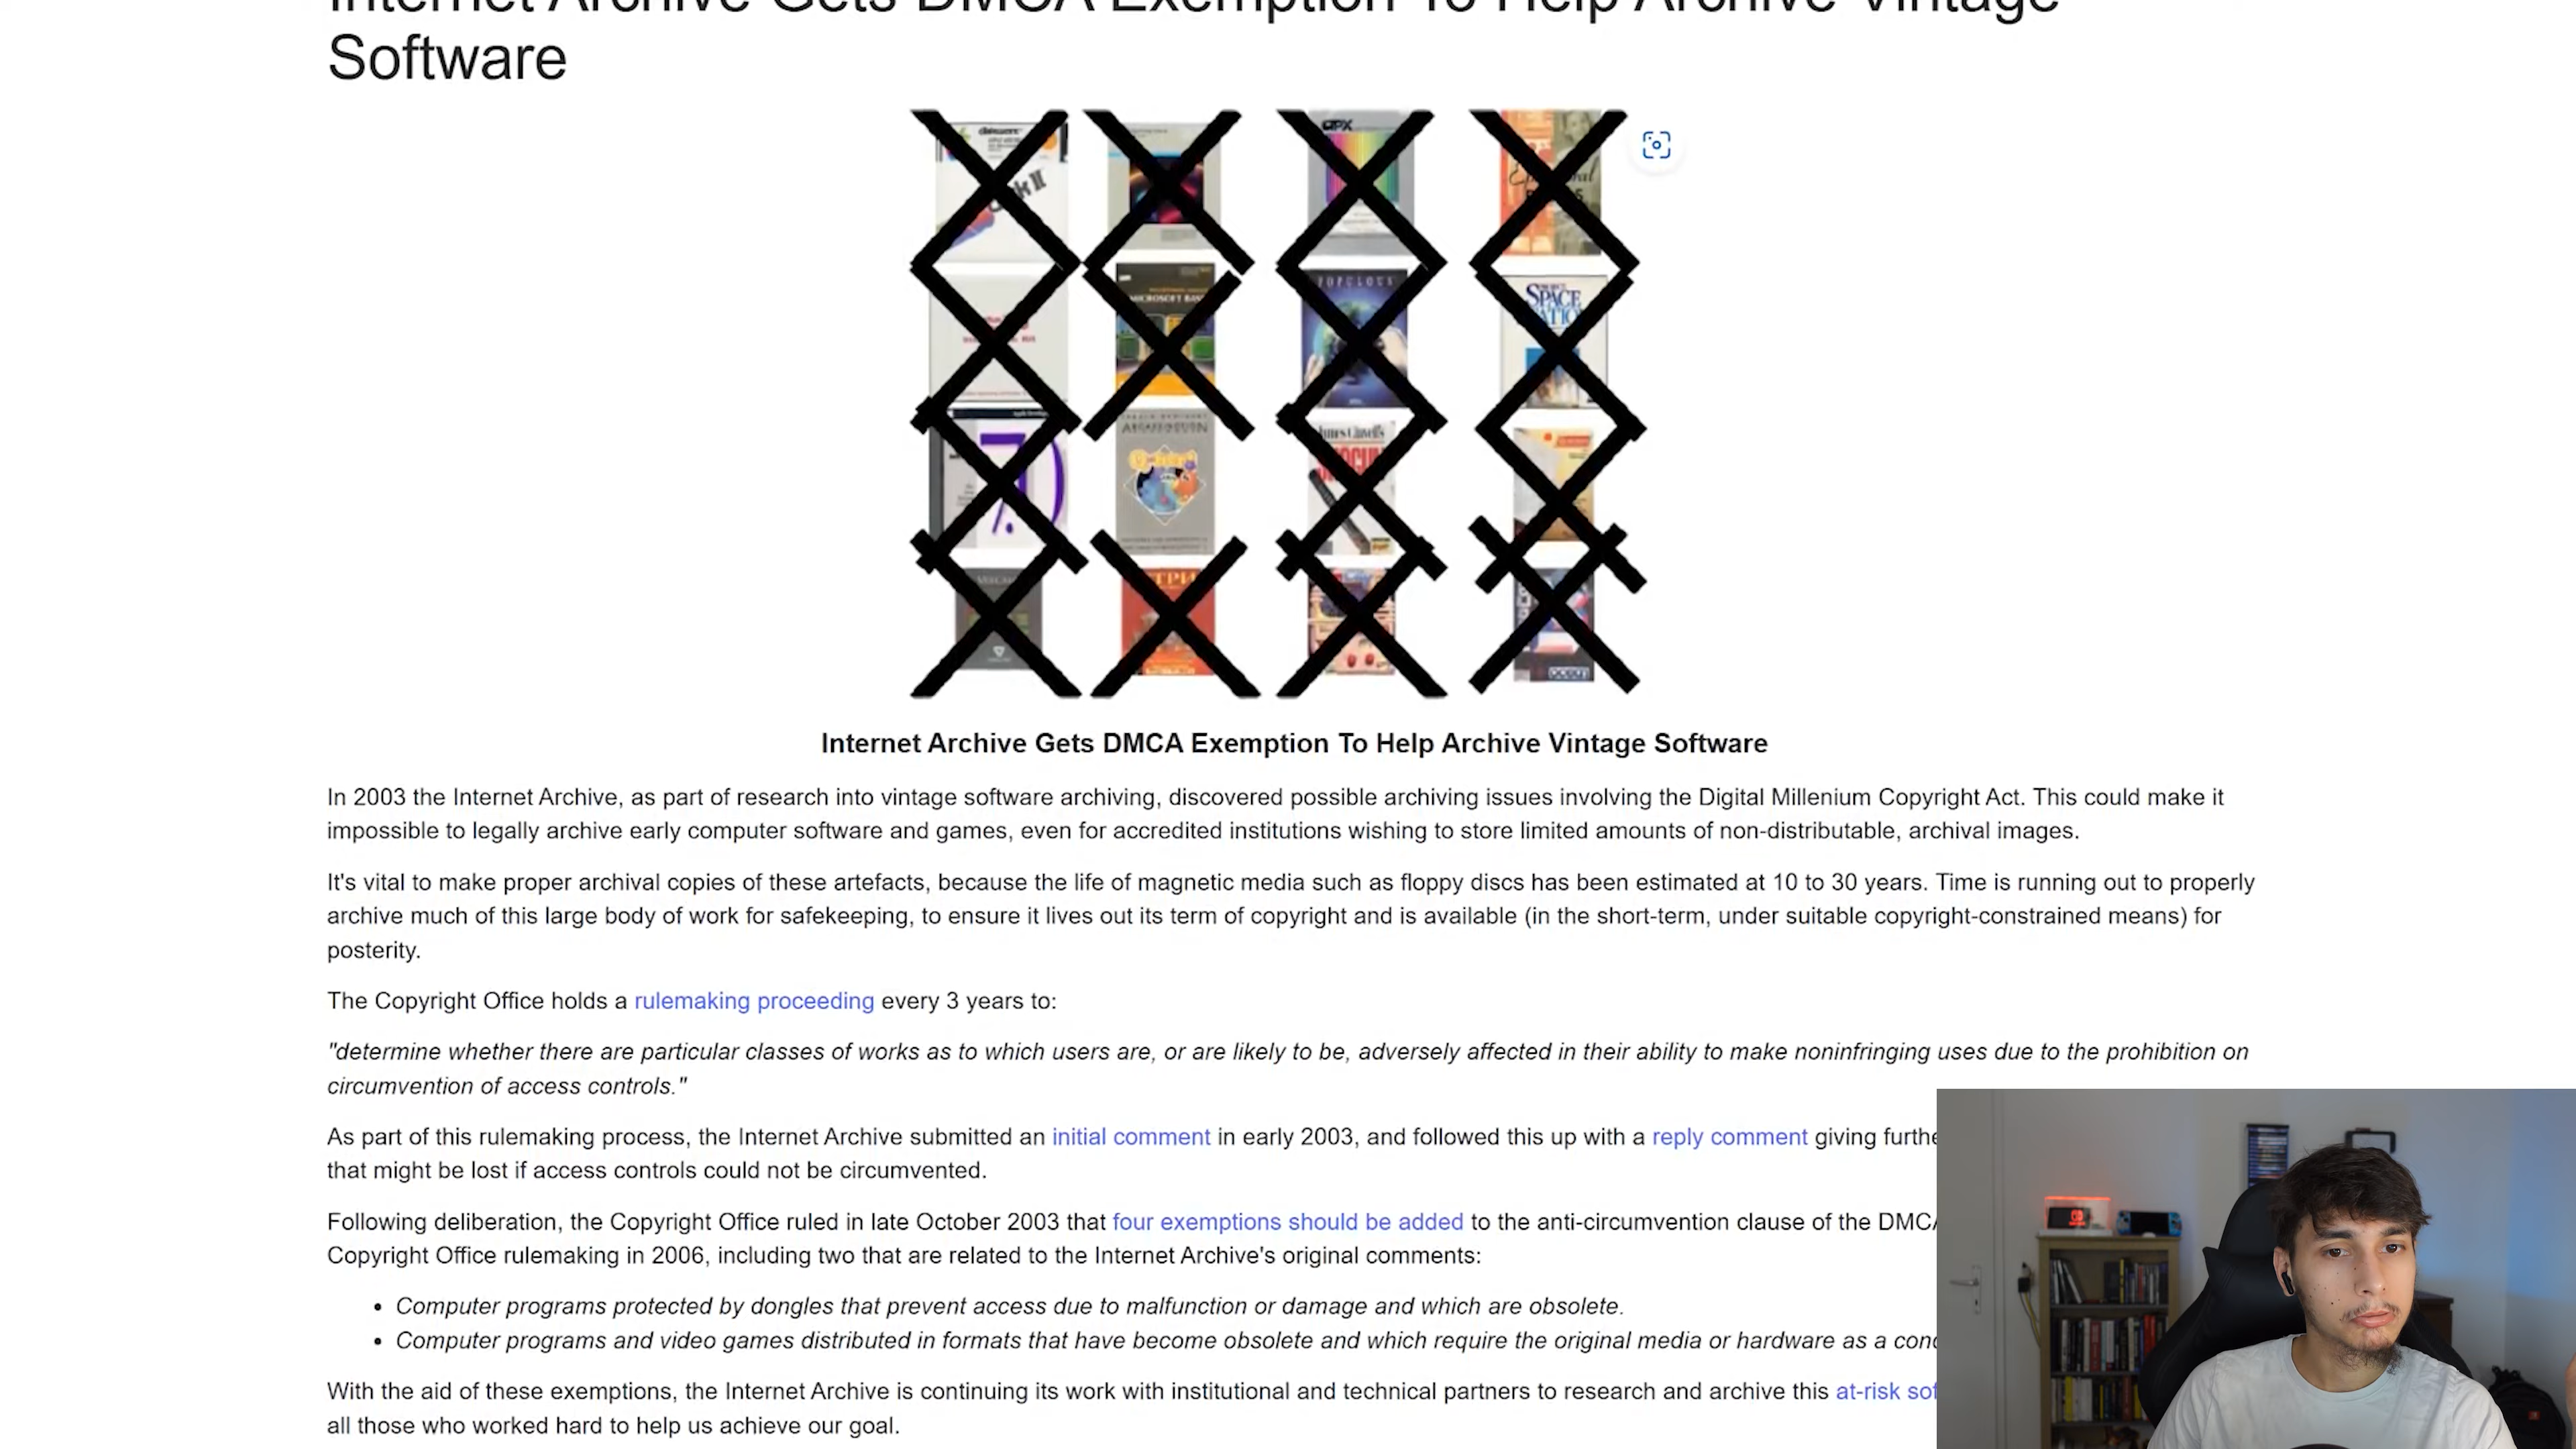 Internet Archive Gets DMCA Exemption To Help Archive Vintage
Software
QPX
MICROSOFT BAS
POPULOUS
SPACE
7.
ocean
Internet Archive Gets DMCA Exemption To Help Archive Vintage Software
In 2003 the Internet Archive, as part of research into vintage software archiving, discovered possible archiving issues involving the Digital Millenium Copyright Act. This could make it
impossible to legally archive early computer software and games, even for accredited institutions wishing to store limited amounts of non-distributable, archival images.
It's vital to make proper archival copies of these artefacts, because the life of magnetic media such as floppy discs has been estimated at 10 to 30 years. Time is running out to properly
archive much of this large body of work for safekeeping, to ensure it lives out its term of copyright and is available (in the short-term, under suitable copyright-constrained means) for
posterity.
The Copyright Office holds a rulemaking proceeding every 3 years to:
"determine whether there are particular classes of works as to which users are, or are likely to be, adversely affected in their ability to make noninfringing uses due to the prohibition on
circumvention of access controls."
As part of this rulemaking process, the Internet Archive submitted an initial comment in early 2003, and followed this up with a reply comment giving furthe
that might be lost if access controls could not be circumvented.
Following deliberation, the Copyright Office ruled in late October 2003 that four exemptions should be added to the anti-circumvention clause of the DMCA
Copyright Office rulemaking in 2006, including two that are related to the Internet Archive's original comments:
• Computer programs protected by dongles that prevent access due to malfunction or damage and which are obsolete.
• Computer programs and video games distributed in formats that have become obsolete and which require the original media or hardware as a con
With the aid of these exemptions, the Internet Archive is continuing its work with institutional and technical partners to research and archive this at-risk sof
all those who worked hard to help us achieve our goal.